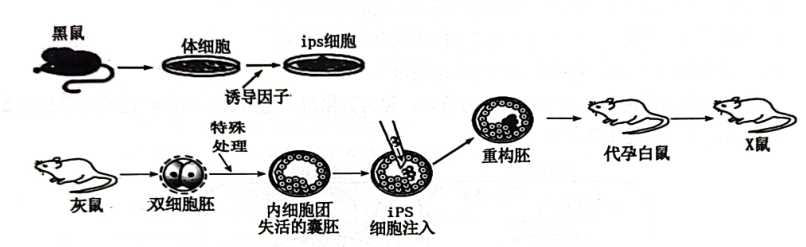 黑鼠
体细胞
ips细胞
诱导因子
特殊
处理
灰鼠
双细胞胚
内细胞团
失活的囊胚
iPS
细胞注入
重构胚
代孕白鼠
X鼠